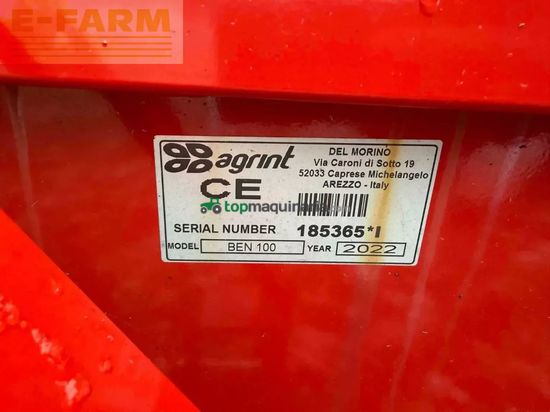 E-FARM
agrint
DEL MORINO
Via Caroni di Sotto 19
52033 Caprese Michelangelo
AREZZO - Italy
CE
topmaquinaria
SERIAL NUMBER 185365*I
MODEL BEN 100 YEAR 2022